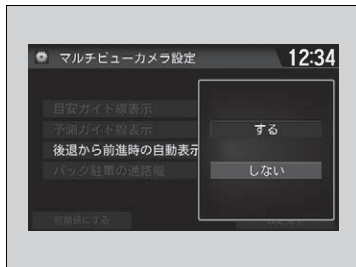 マルチビューカメラ設定
12:34
目安ガイド線表示
予測ガイド線表示
後退から前進時の自動表示
バック駐車の通路幅
する
しない
初期値にする